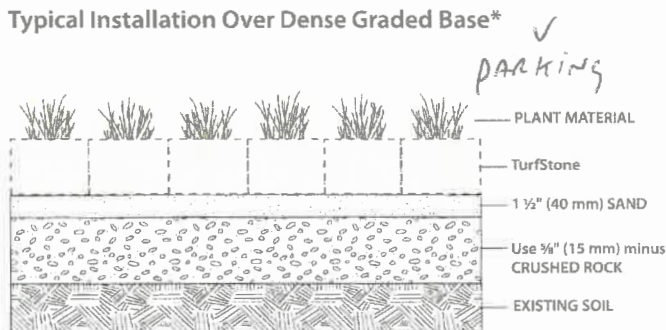 Typical Installation Over Dense Graded Base*
✓
PARKING
PLANT MATERIAL
TurfStone
1 ½" (40 mm) SAND
Use ⅝" (15 mm) minus
CRUSHED ROCK
EXISTING SOIL